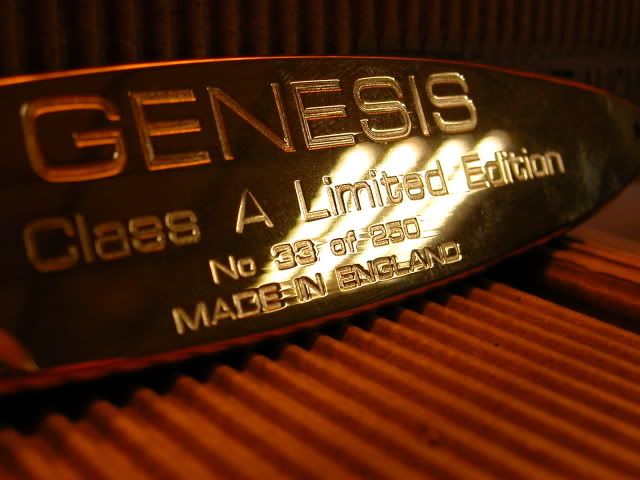 GENESIS
Class A Limited Edition
No 33 of 250
MADE IN ENGLAND